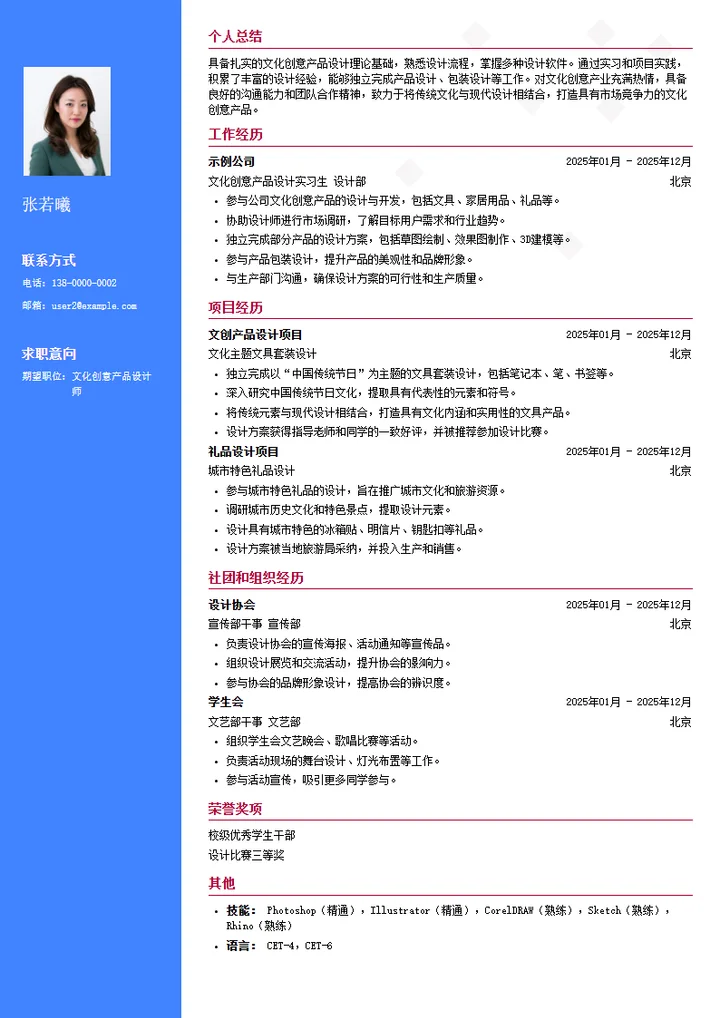 张若曦
联系方式
电话：138-0000-0002
邮箱：user2@example.com
求职意向
期望职位：文化创意产品设计
师
个人总结
具备扎实的文化创意产品设计理论基础，熟悉设计流程，掌握多种设计软件。通过实习和项目实践，
积累了丰富的设计经验，能够独立完成产品设计、包装设计等工作。对文化创意产业充满热情，具备
良好的沟通能力和团队合作精神，致力于将传统文化与现代设计相结合，打造具有市场竞争力的文化
创意产品。
工作经历
示例公司 2025年01月 - 2025年12月
文化创意产品设计实习生 设计部 北京
• 参与公司文化创意产品的设计与开发，包括文具、家居用品、礼品等。
• 协助设计师进行市场调研，了解目标用户需求和行业趋势。
• 独立完成部分产品的设计方案，包括草图绘制、效果图制作、3D建模等。
• 参与产品包装设计，提升产品的美观性和品牌形象。
• 与生产部门沟通，确保设计方案的可行性和生产质量。
项目经历
文创产品设计项目 2025年01月 - 2025年12月
文化主题文具套装设计 北京
• 独立完成以“中国传统节日”为主题的文具套装设计，包括笔记本、笔、书签等。
• 深入研究中国传统节日文化，提取具有代表性的元素和符号。
• 将传统元素与现代设计相结合，打造具有文化内涵和实用性的文具产品。
• 设计方案获得指导老师和同学的一致好评，并被推荐参加设计比赛。
礼品设计项目 2025年01月 - 2025年12月
城市特色礼品设计 北京
• 参与城市特色礼品的设计，旨在推广城市文化和旅游资源。
• 调研城市历史文化和特色景点，提取设计元素。
• 设计具有城市特色的冰箱贴、明信片、钥匙扣等礼品。
• 设计方案被当地旅游局采纳，并投入生产和销售。
社团和组织经历
设计协会 2025年01月 - 2025年12月
宣传部干事 宣传部 北京
• 负责设计协会的宣传海报、活动通知等宣传品。
• 组织设计展览和交流活动，提升协会的影响力。
• 参与协会的品牌形象设计，提高协会的辨识度。
学生会 2025年01月 - 2025年12月
文艺部干事 文艺部 北京
• 组织学生会文艺晚会、歌唱比赛等活动。
• 负责活动现场的舞台设计、灯光布置等工作。
• 参与活动宣传，吸引更多同学参与。
荣誉奖项
校级优秀学生干部
设计比赛三等奖
其他
• 技能： Photoshop（精通），Illustrator（精通），CorelDRAW（熟练），Sketch（熟练），
Rhino（熟练）
• 语言： CET-4，CET-6